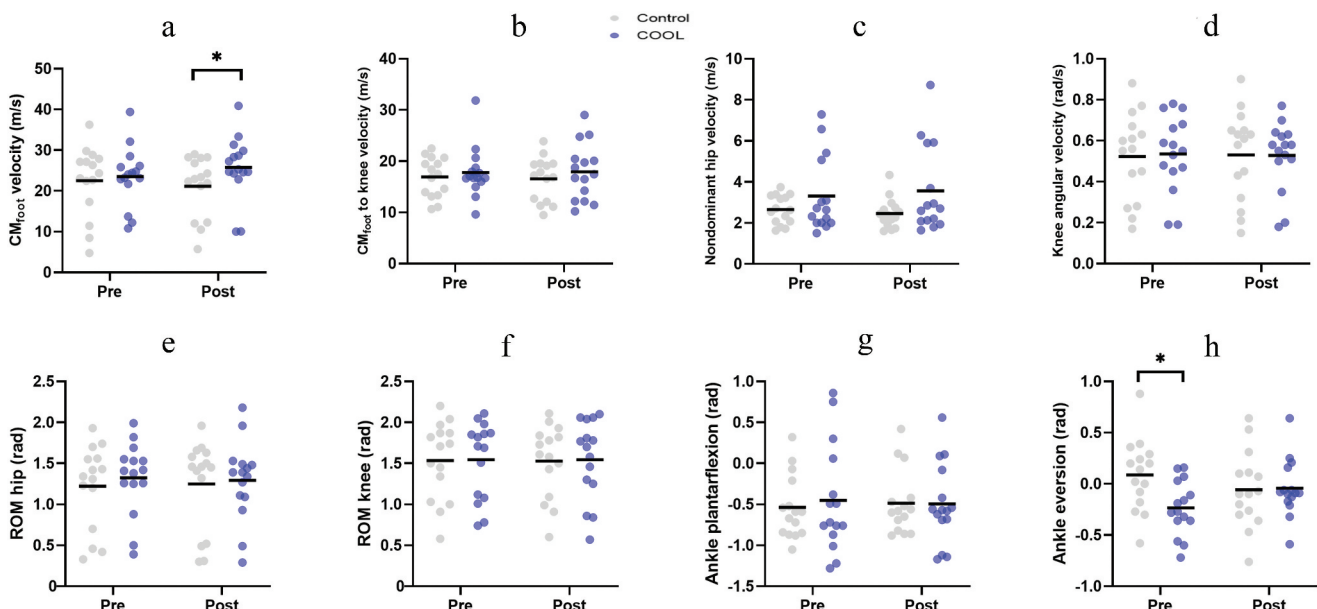 Control
COOL
a
*
CMfoot velocity (m/s)
50
40
30
20
10
0
Pre
Post
b
CMfoot to knee velocity (m/s)
40
30
20
10
0
Pre
Post
c
Nondominant hip velocity (m/s)
10
8
6
4
2
0
Pre
Post
d
Knee angular velocity (rad/s)
1.0
0.8
0.6
0.4
0.2
0.0
Pre
Post
e
ROM hip (rad)
2.5
2.0
1.5
1.0
0.5
0.0
Pre
Post
f
ROM knee (rad)
2.5
2.0
1.5
1.0
0.5
0.0
Pre
Post
g
Ankle plantarflexion (rad)
1.0
0.5
0.0
-0.5
-1.0
-1.5
Pre
Post
h
*
Ankle eversion (rad)
1.0
0.5
0.0
-0.5
-1.0
Pre
Post